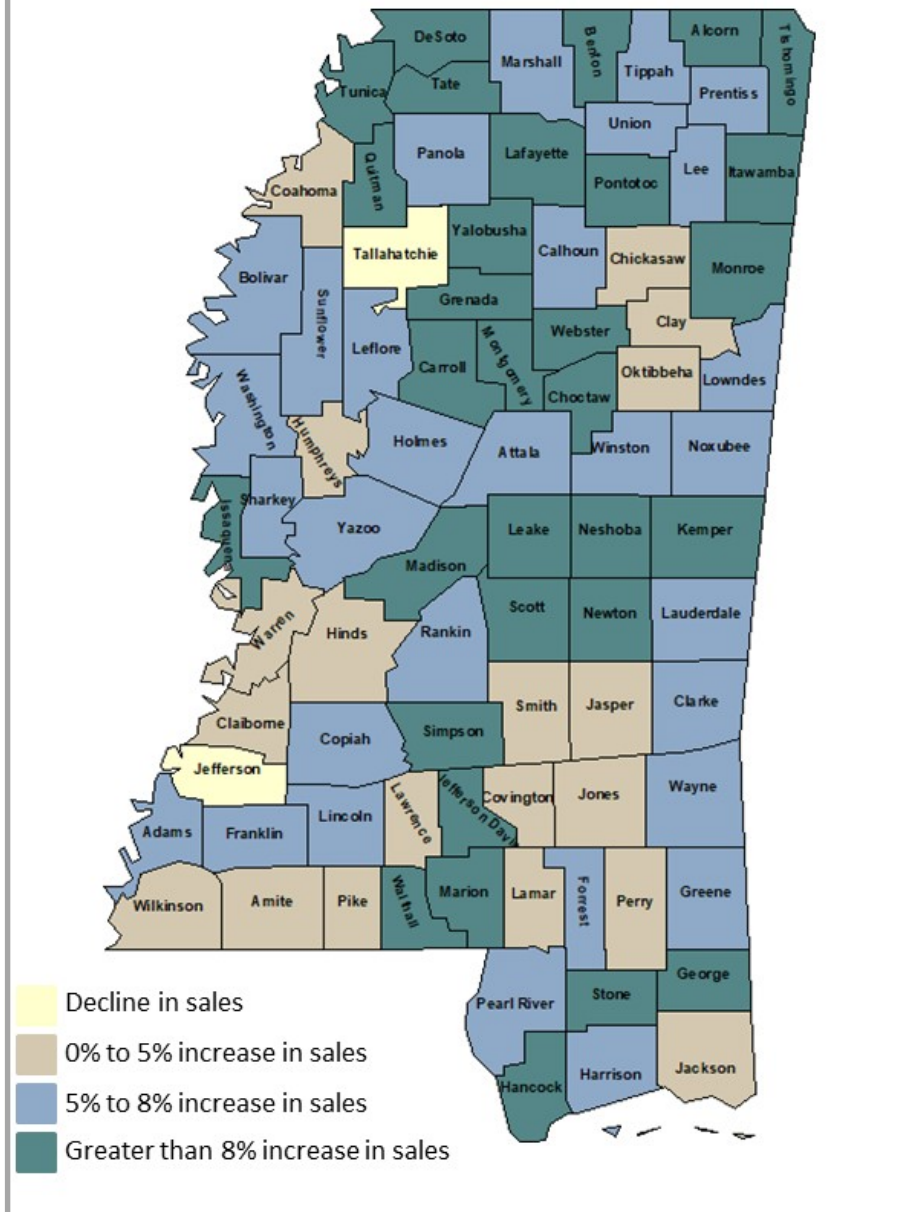 DeSoto
Marshall
Benton
Tippah
Alcorn
Tishomingo
Tunica
Tate
Prentiss
Union
Panola
Lafayette
Pontotoc
Lee
Itawamba
Quitman
Coahoma
Tallahatchie
Yalobusha
Calhoun
Chickasaw
Monroe
Bolivar
Sunflower
Grenada
Leflore
Carroll
Montgomery
Webster
Clay
Choctaw
Oktibbeha
Lowndes
Washington
Humphreys
Holmes
Attala
Winston
Noxubee
Sharkey
Issaquena
Yazoo
Madison
Leake
Neshoba
Kemper
Warren
Hinds
Rankin
Scott
Newton
Lauderdale
Claiborne
Copiah
Simpson
Smith
Jasper
Clarke
Jefferson
Adams
Franklin
Lincoln
Lawrence
Jefferson Davis
Covington
Jones
Wayne
Wilkinson
Amite
Pike
Walthall
Marion
Lamar
Forrest
Perry
Greene
Pearl River
Stone
George
Hancock
Harrison
Jackson
Decline in sales
0% to 5% increase in sales
5% to 8% increase in sales
Greater than 8% increase in sales